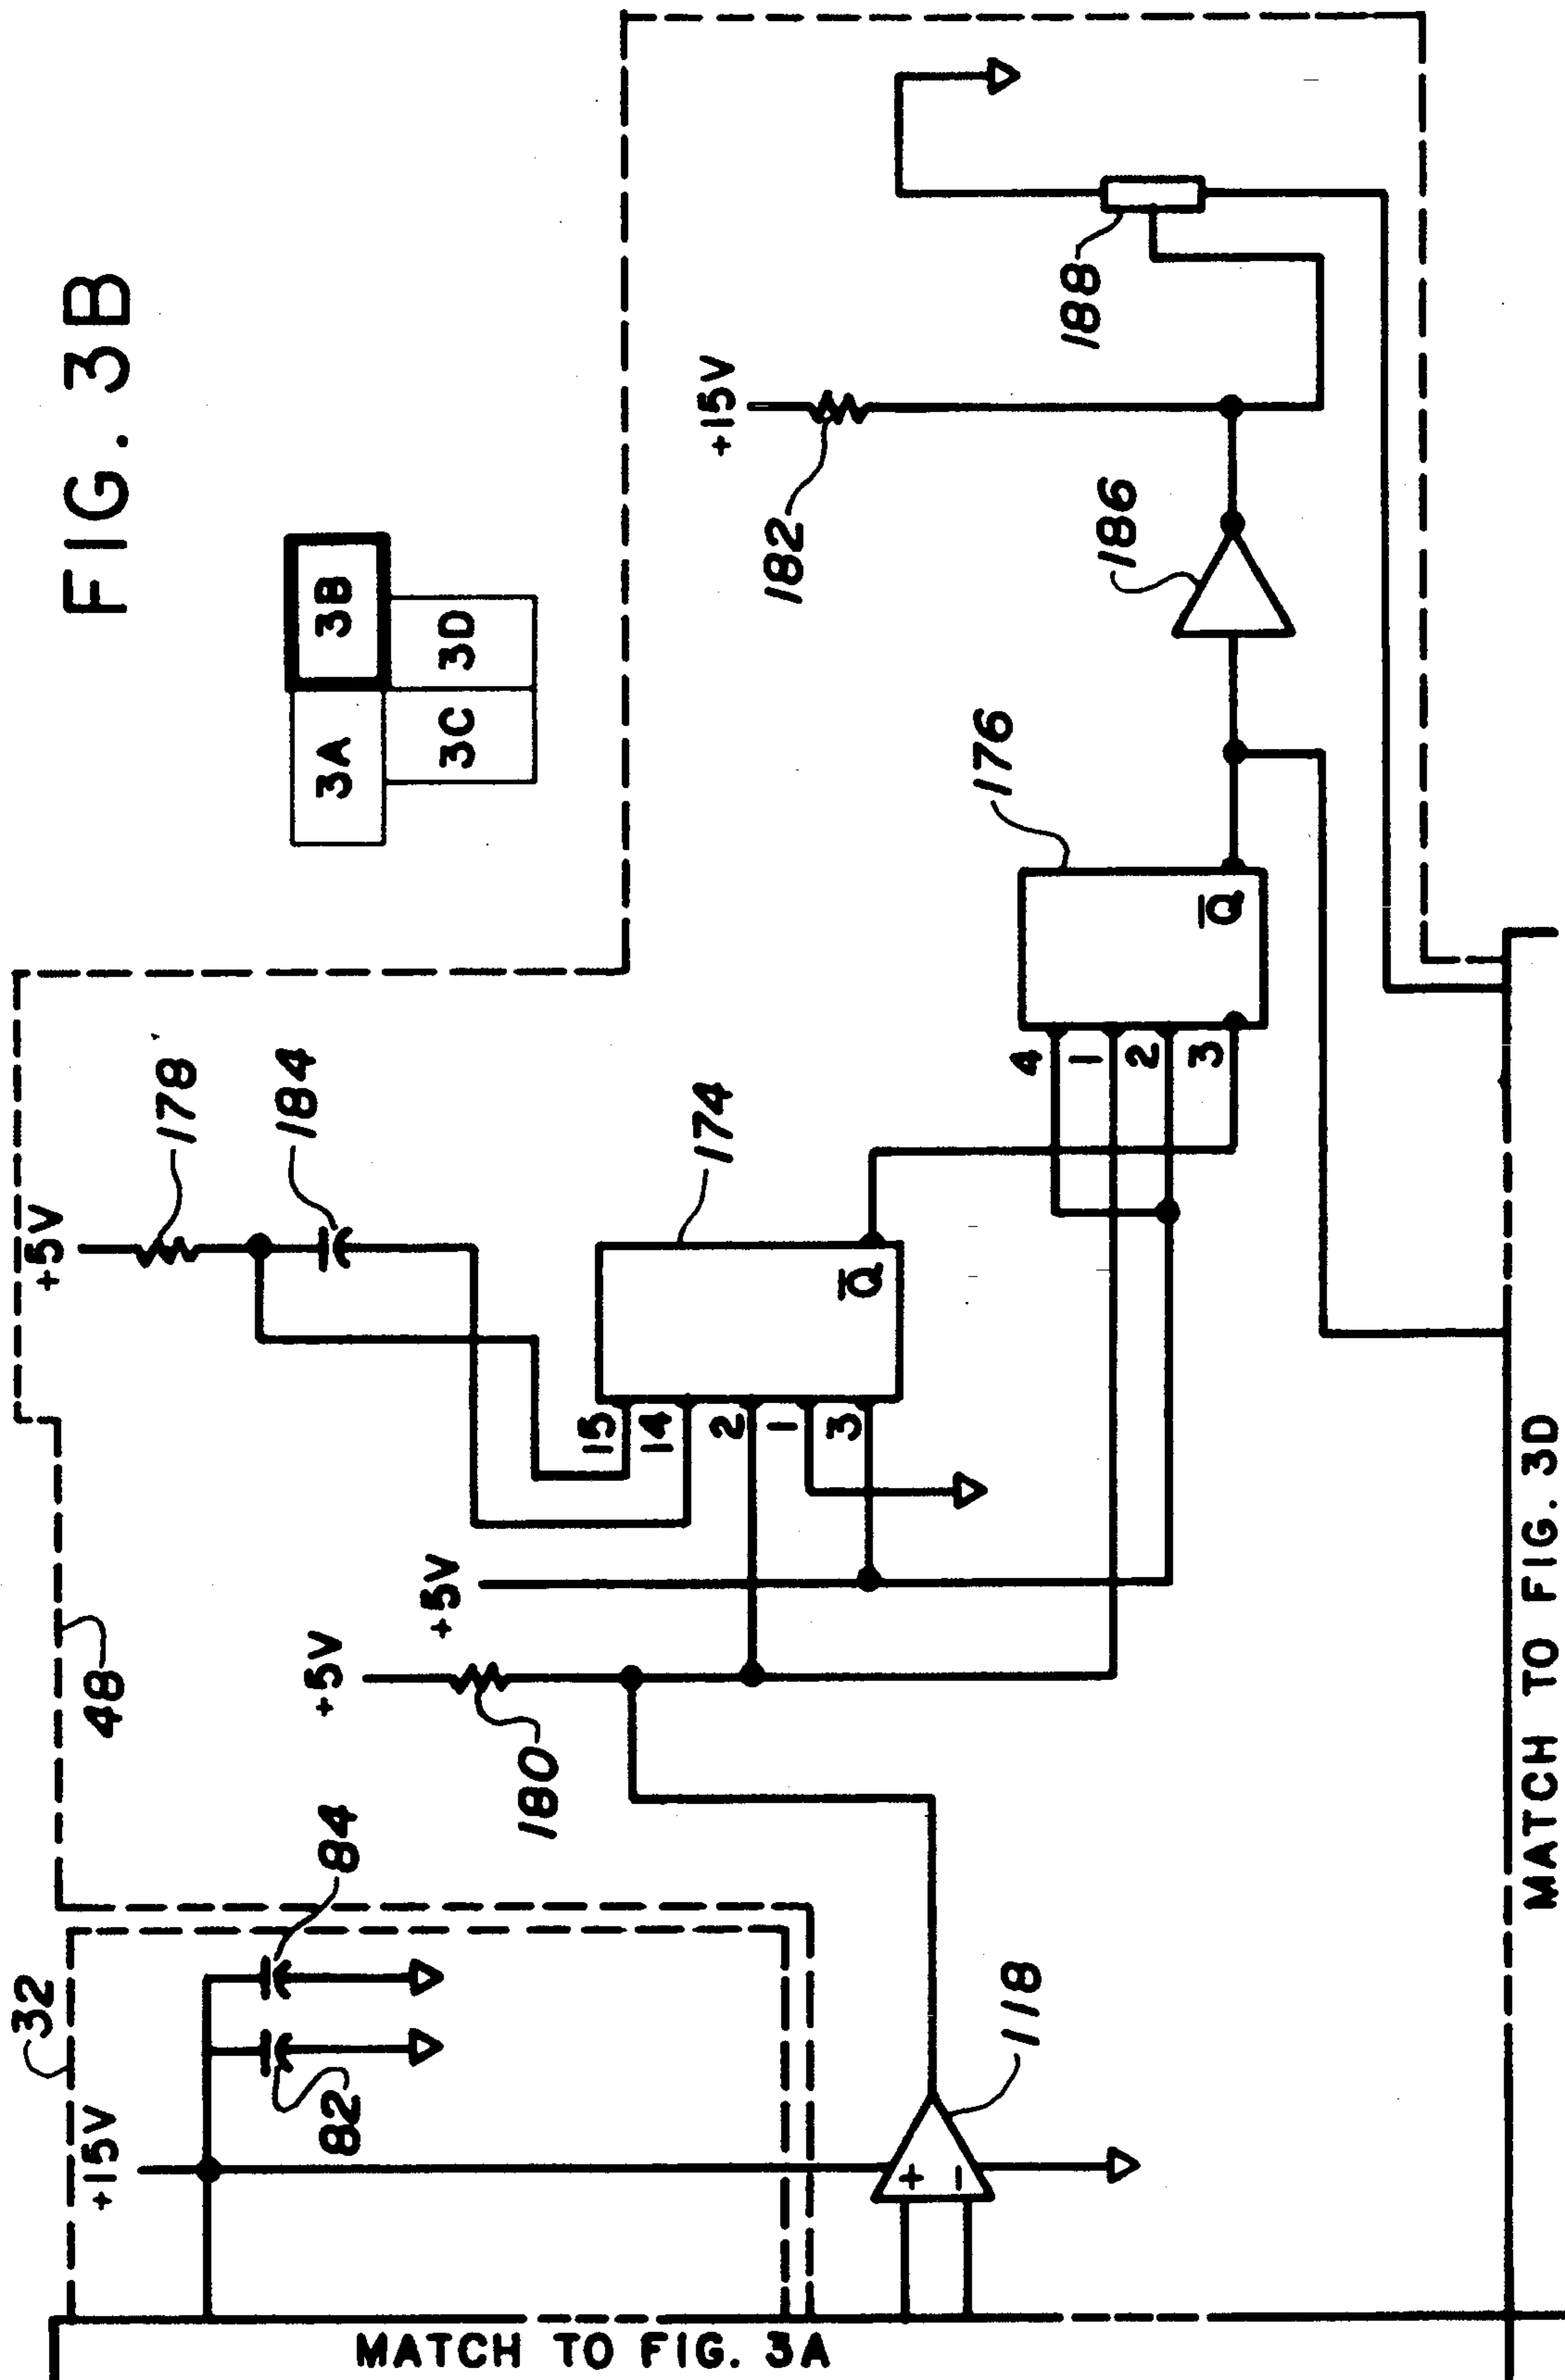 FIG. 3B
3A
3B
3C
3D
32
+15V
82
84
48
+5V
178
184
+5V
180
+5V
15
14
2
1
3
Q̅
174
118
4
1
2
3
Q̅
176
186
+15V
182
188
+
−
MATCH TO FIG. 3A
MATCH TO FIG. 3D